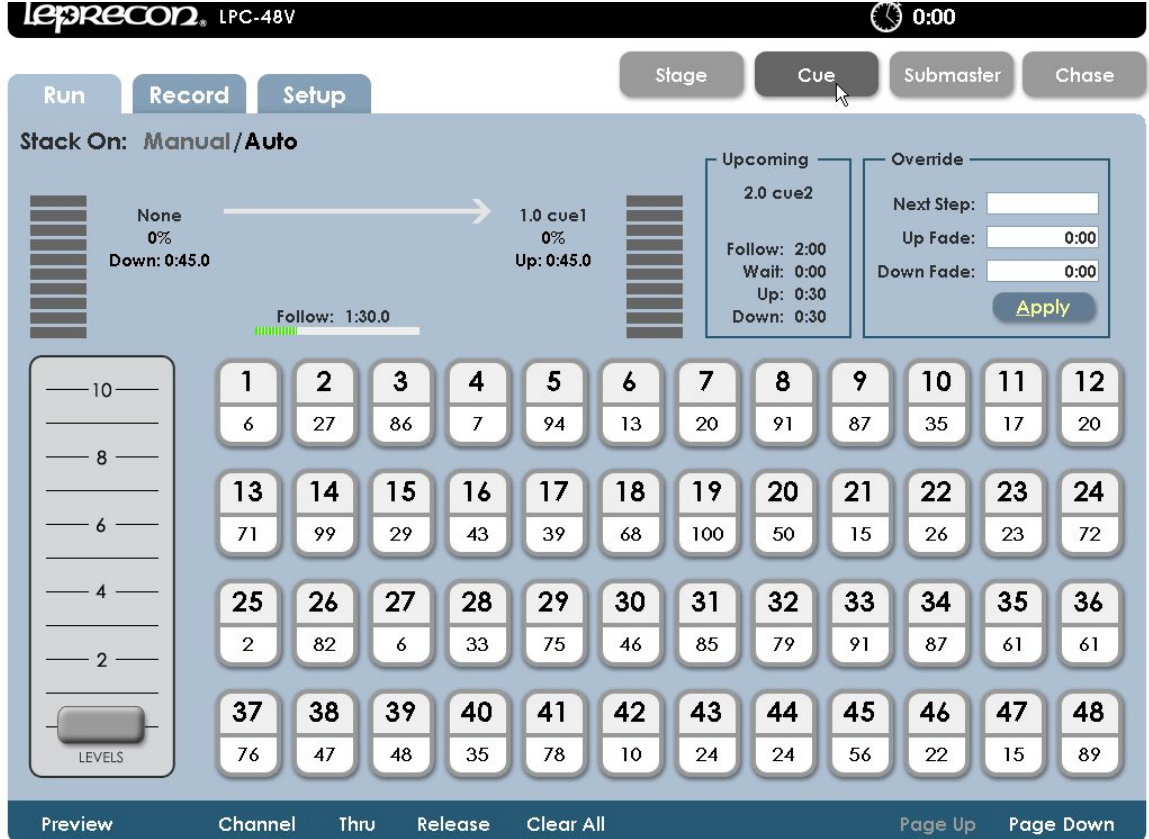 leprecon® LPC-48V 0:00
Stage Cue Submaster Chase
Run Record Setup
Stack On: Manual/Auto
None
0%
Down: 0:45.0
1.0 cue1
0%
Up: 0:45.0
Follow: 1:30.0
Upcoming
2.0 cue2
Follow: 2:00
Wait: 0:00
Up: 0:30
Down: 0:30
Override
Next Step:
Up Fade: 0:00
Down Fade: 0:00
Apply
10
8
6
4
2
LEVELS
1 2 3 4 5 6 7 8 9 10 11 12
6 27 86 7 94 13 20 91 87 35 17 20
13 14 15 16 17 18 19 20 21 22 23 24
71 99 29 43 39 68 100 50 15 26 23 72
25 26 27 28 29 30 31 32 33 34 35 36
2 82 6 33 75 46 85 79 91 87 61 61
37 38 39 40 41 42 43 44 45 46 47 48
76 47 48 35 78 10 24 24 56 22 15 89
Preview Channel Thru Release Clear All Page Up Page Down